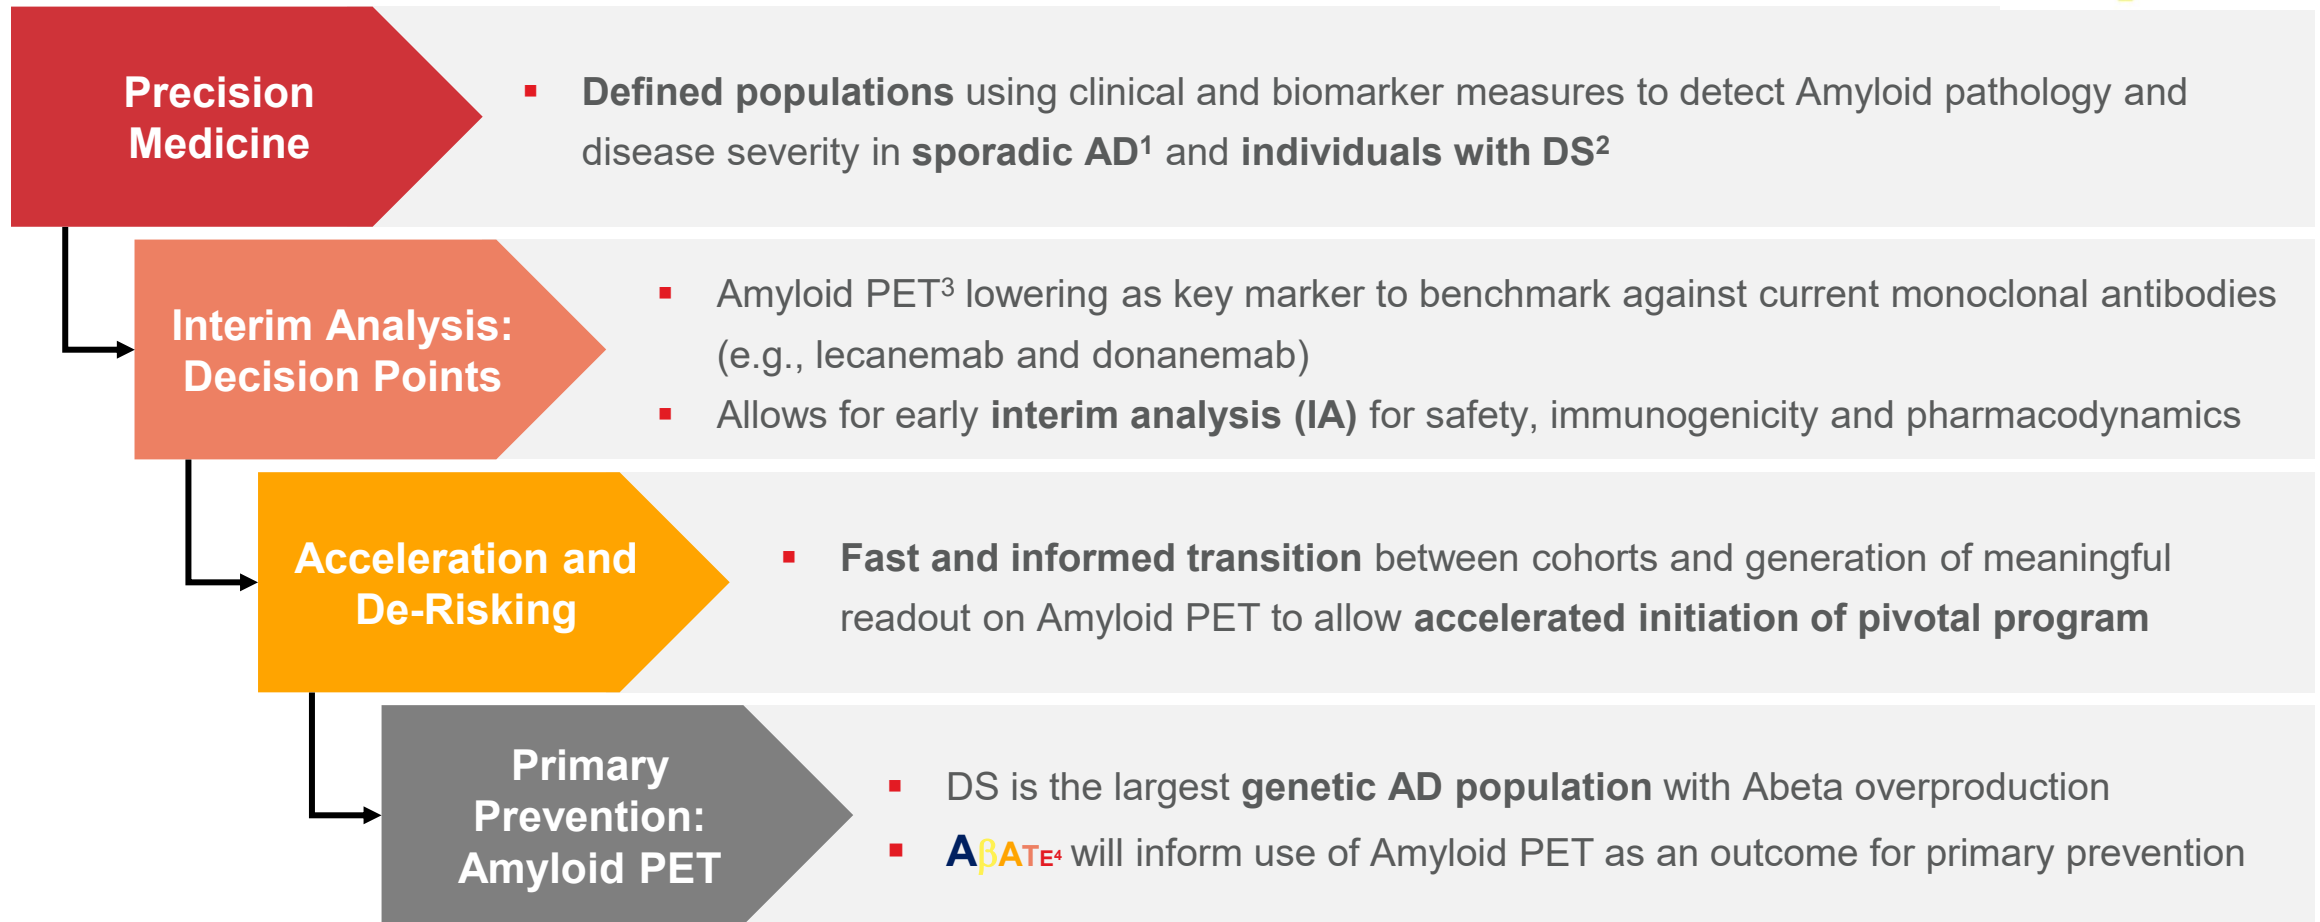 Precision
Medicine
▪ Defined populations using clinical and biomarker measures to detect Amyloid pathology and
disease severity in sporadic AD¹ and individuals with DS²
Interim Analysis:
Decision Points
▪ Amyloid PET³ lowering as key marker to benchmark against current monoclonal antibodies
(e.g., lecanemab and donanemab)
▪ Allows for early interim analysis (IA) for safety, immunogenicity and pharmacodynamics
Acceleration and
De-Risking
▪ Fast and informed transition between cohorts and generation of meaningful
readout on Amyloid PET to allow accelerated initiation of pivotal program
Primary
Prevention:
Amyloid PET
▪ DS is the largest genetic AD population with Abeta overproduction
▪ AβATE⁴ will inform use of Amyloid PET as an outcome for primary prevention